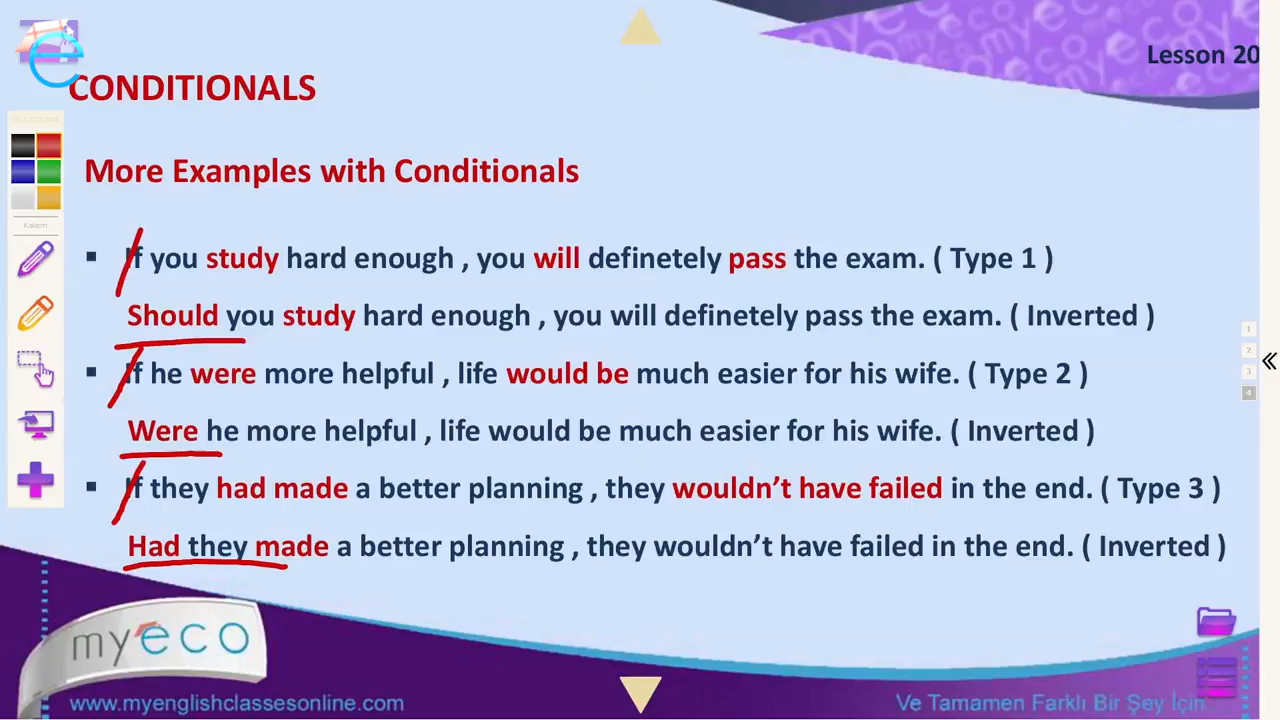 Lesson 20
CONDITIONALS
More Examples with Conditionals
Kalem
▪ If you study hard enough , you will definetely pass the exam. ( Type 1 )
Should you study hard enough , you will definetely pass the exam. ( Inverted )
▪ If he were more helpful , life would be much easier for his wife. ( Type 2 )
Were he more helpful , life would be much easier for his wife. ( Inverted )
▪ If they had made a better planning , they wouldn’t have failed in the end. ( Type 3 )
Had they made a better planning , they wouldn’t have failed in the end. ( Inverted )
1
2
3
4
myeco
www.myenglishclassesonline.com
Ve Tamamen Farklı Bir Şey İçin